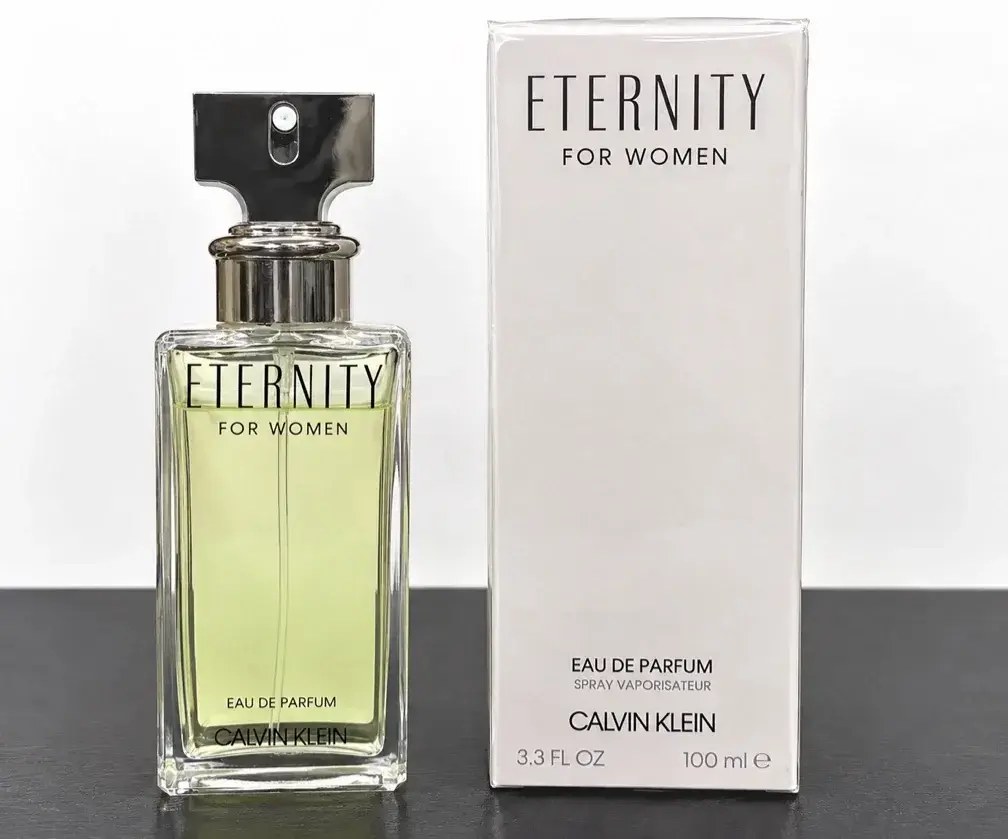 ETERNITY
FOR WOMEN
EAU DE PARFUM
CALVIN KLEIN
ETERNITY
FOR WOMEN
EAU DE PARFUM
SPRAY VAPORISATEUR
CALVIN KLEIN
3.3 FL OZ 100 ml ℮